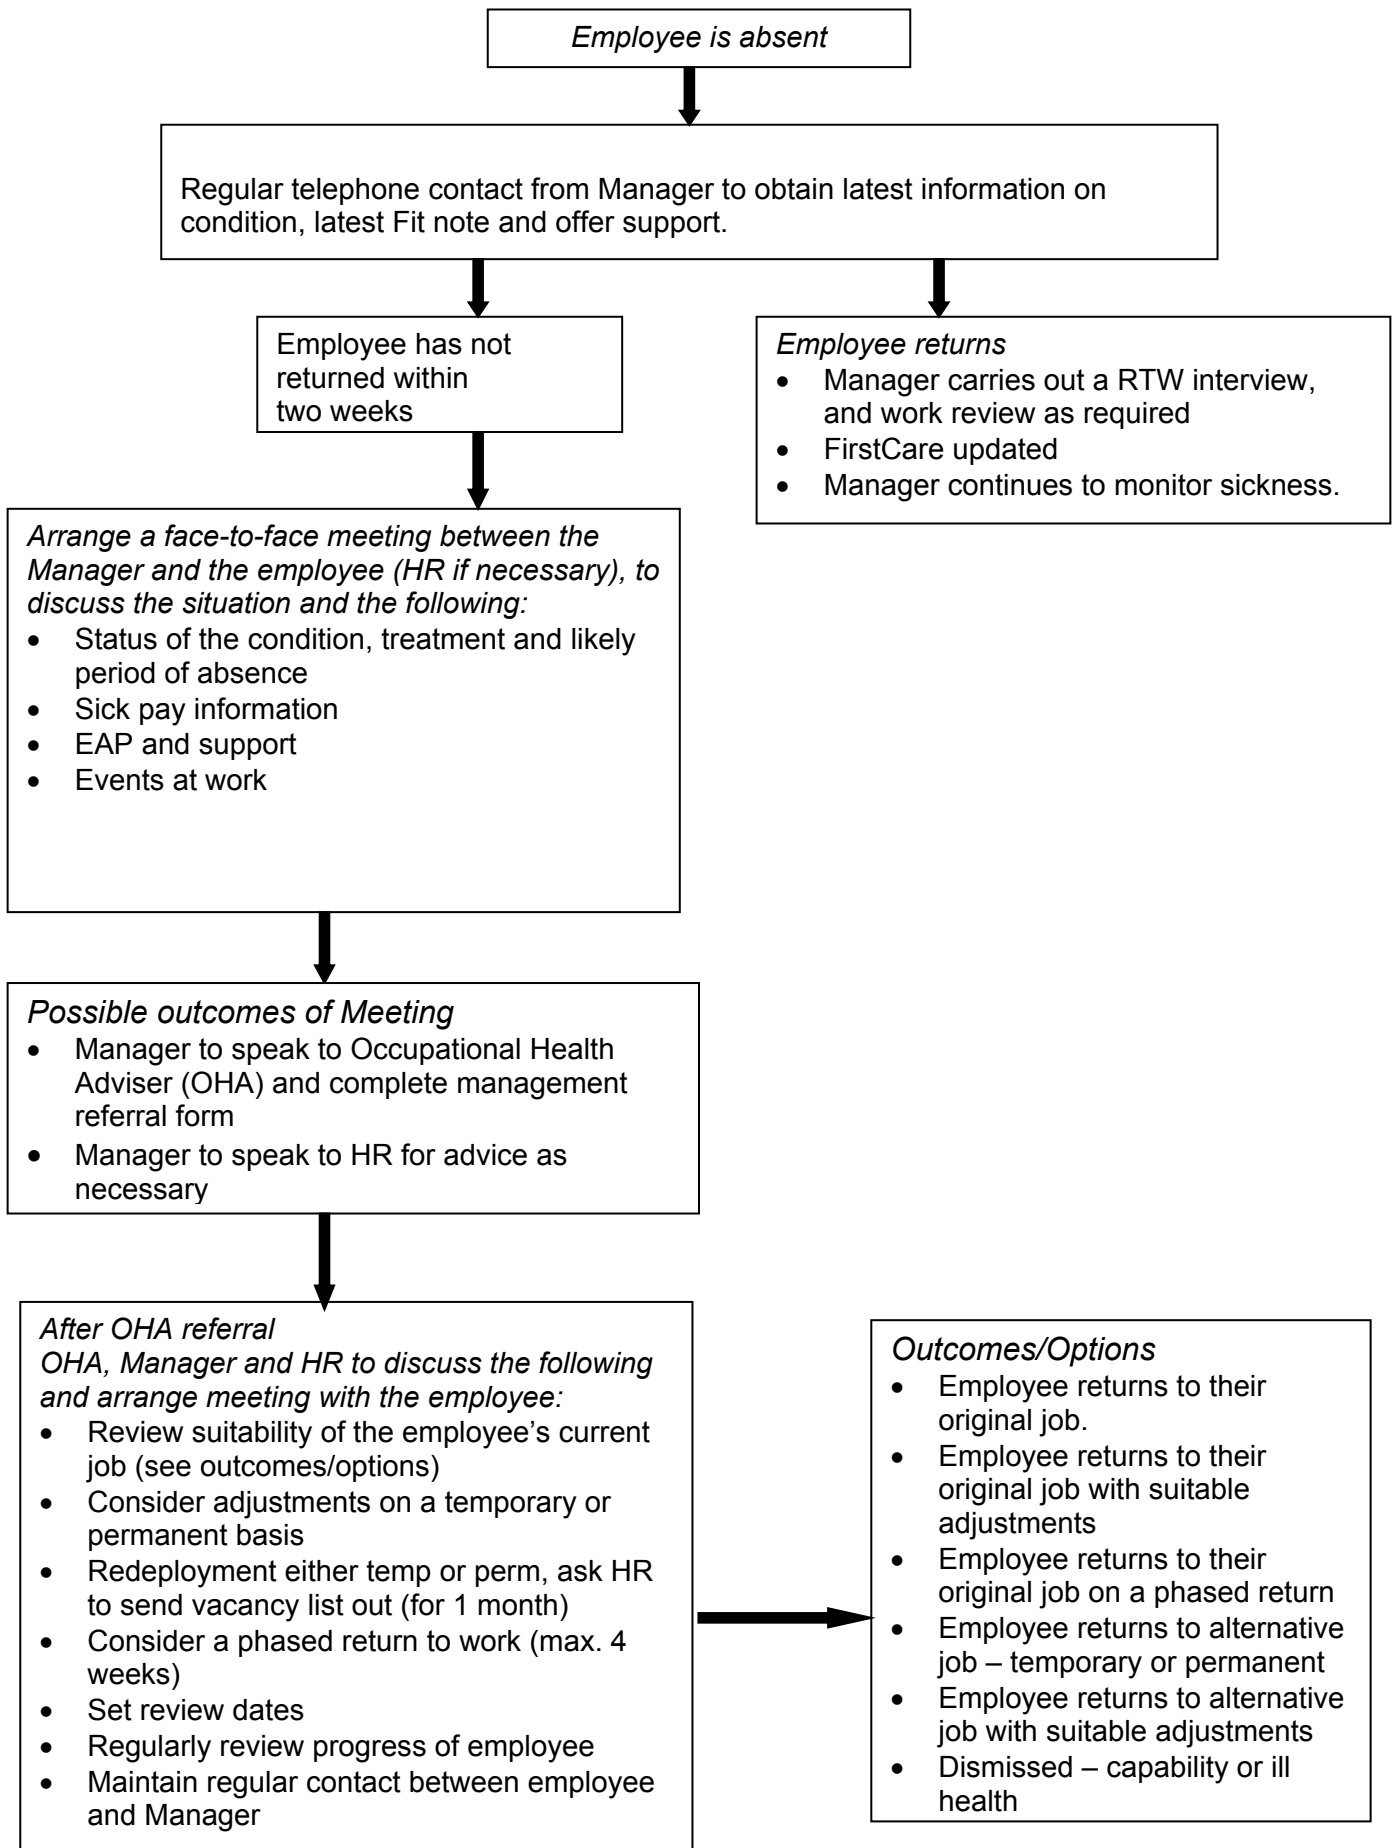 Employee is absent
Regular telephone contact from Manager to obtain latest information on
condition, latest Fit note and offer support.
Employee has not
returned within
two weeks
Employee returns
• Manager carries out a RTW interview,
and work review as required
• FirstCare updated
• Manager continues to monitor sickness.
Arrange a face-to-face meeting between the
Manager and the employee (HR if necessary), to
discuss the situation and the following:
• Status of the condition, treatment and likely
period of absence
• Sick pay information
• EAP and support
• Events at work
Possible outcomes of Meeting
• Manager to speak to Occupational Health
Adviser (OHA) and complete management
referral form
• Manager to speak to HR for advice as
necessary
After OHA referral
OHA, Manager and HR to discuss the following
and arrange meeting with the employee:
• Review suitability of the employee’s current
job (see outcomes/options)
• Consider adjustments on a temporary or
permanent basis
• Redeployment either temp or perm, ask HR
to send vacancy list out (for 1 month)
• Consider a phased return to work (max. 4
weeks)
• Set review dates
• Regularly review progress of employee
• Maintain regular contact between employee
and Manager
Outcomes/Options
• Employee returns to their
original job.
• Employee returns to their
original job with suitable
adjustments
• Employee returns to their
original job on a phased return
• Employee returns to alternative
job – temporary or permanent
• Employee returns to alternative
job with suitable adjustments
• Dismissed – capability or ill
health